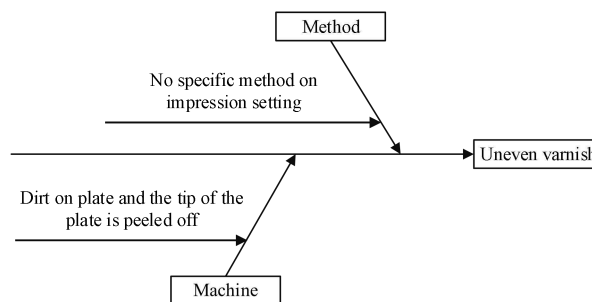 Method
No specific method on
impression setting
Uneven varnish
Dirt on plate and the tip of the
plate is peeled off
Machine